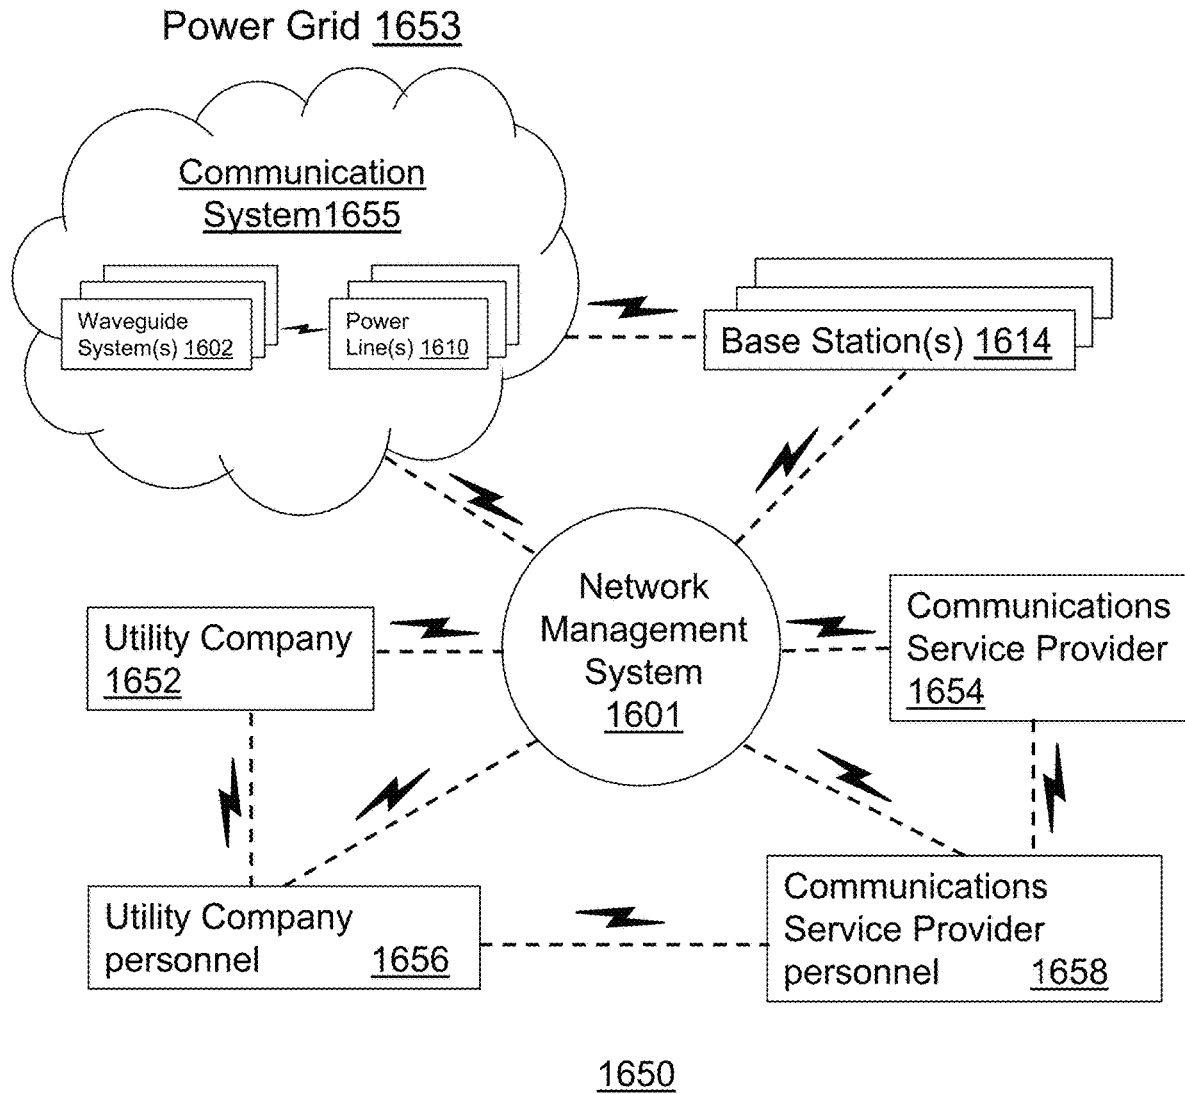 Power Grid 1653
Communication
System1655
Waveguide
System(s) 1602
Power
Line(s) 1610
Base Station(s) 1614
Network
Management
System
1601
Utility Company
1652
Communications
Service Provider
1654
Utility Company
personnel 1656
Communications
Service Provider
personnel 1658
1650